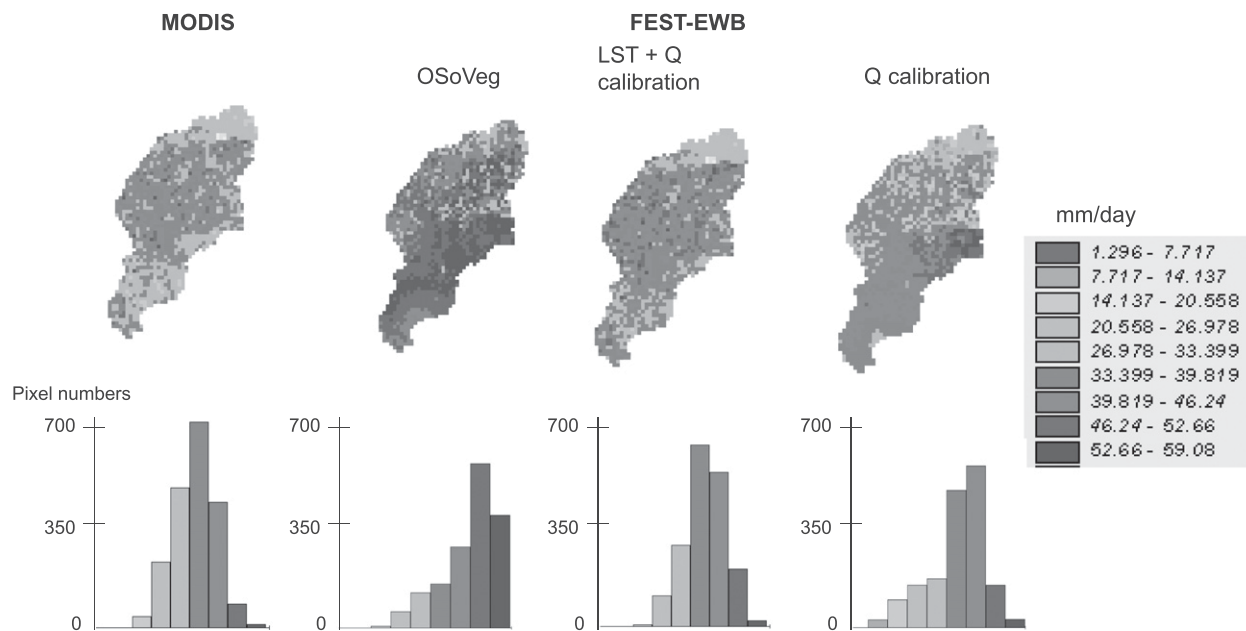 MODIS
FEST-EWB
OSoVeg
LST + Q
calibration
Q calibration
mm/day
1.296 - 7.717
7.717 - 14.137
14.137 - 20.558
20.558 - 26.978
26.978 - 33.399
33.399 - 39.819
39.819 - 46.24
46.24 - 52.66
52.66 - 59.08
Pixel numbers
700
350
0
700
350
0
700
350
0
700
350
0